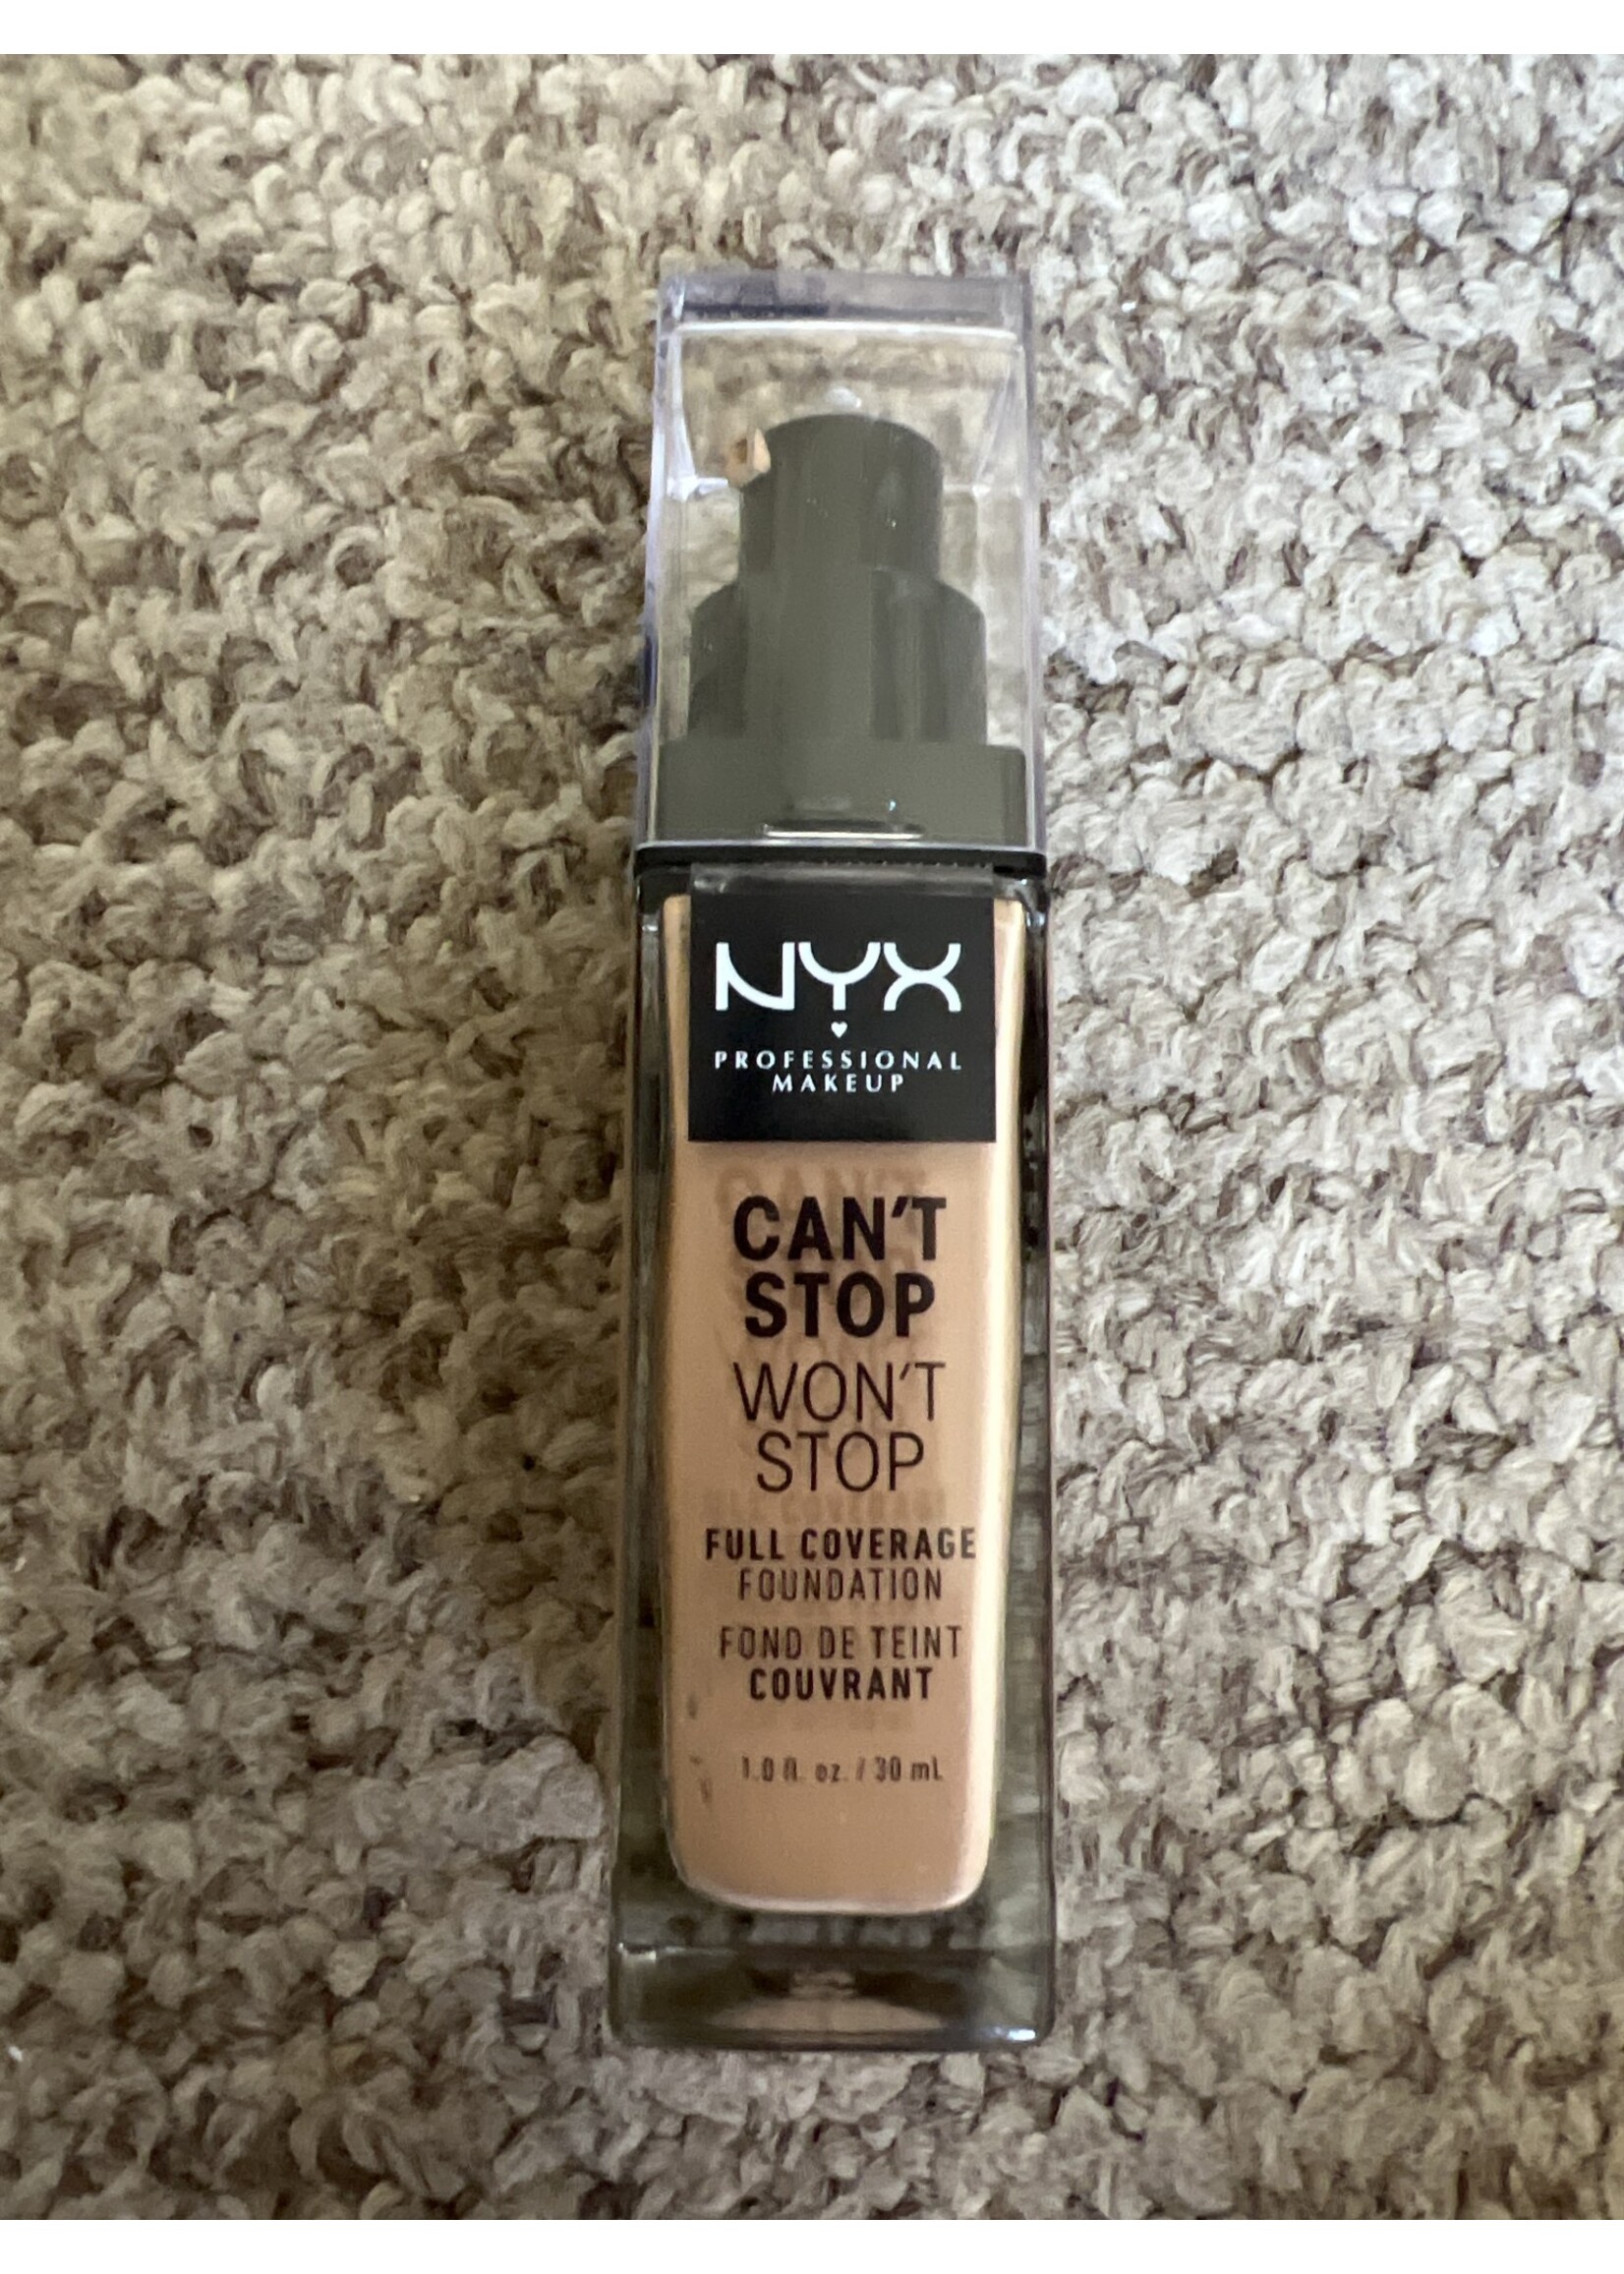 NYX
PROFESSIONAL
MAKEUP
CAN'T
STOP
WON'T
STOP
FULL COVERAGE
FOUNDATION
FOND DE TEINT
COUVRANT
1.0 fl. oz. / 30 mL